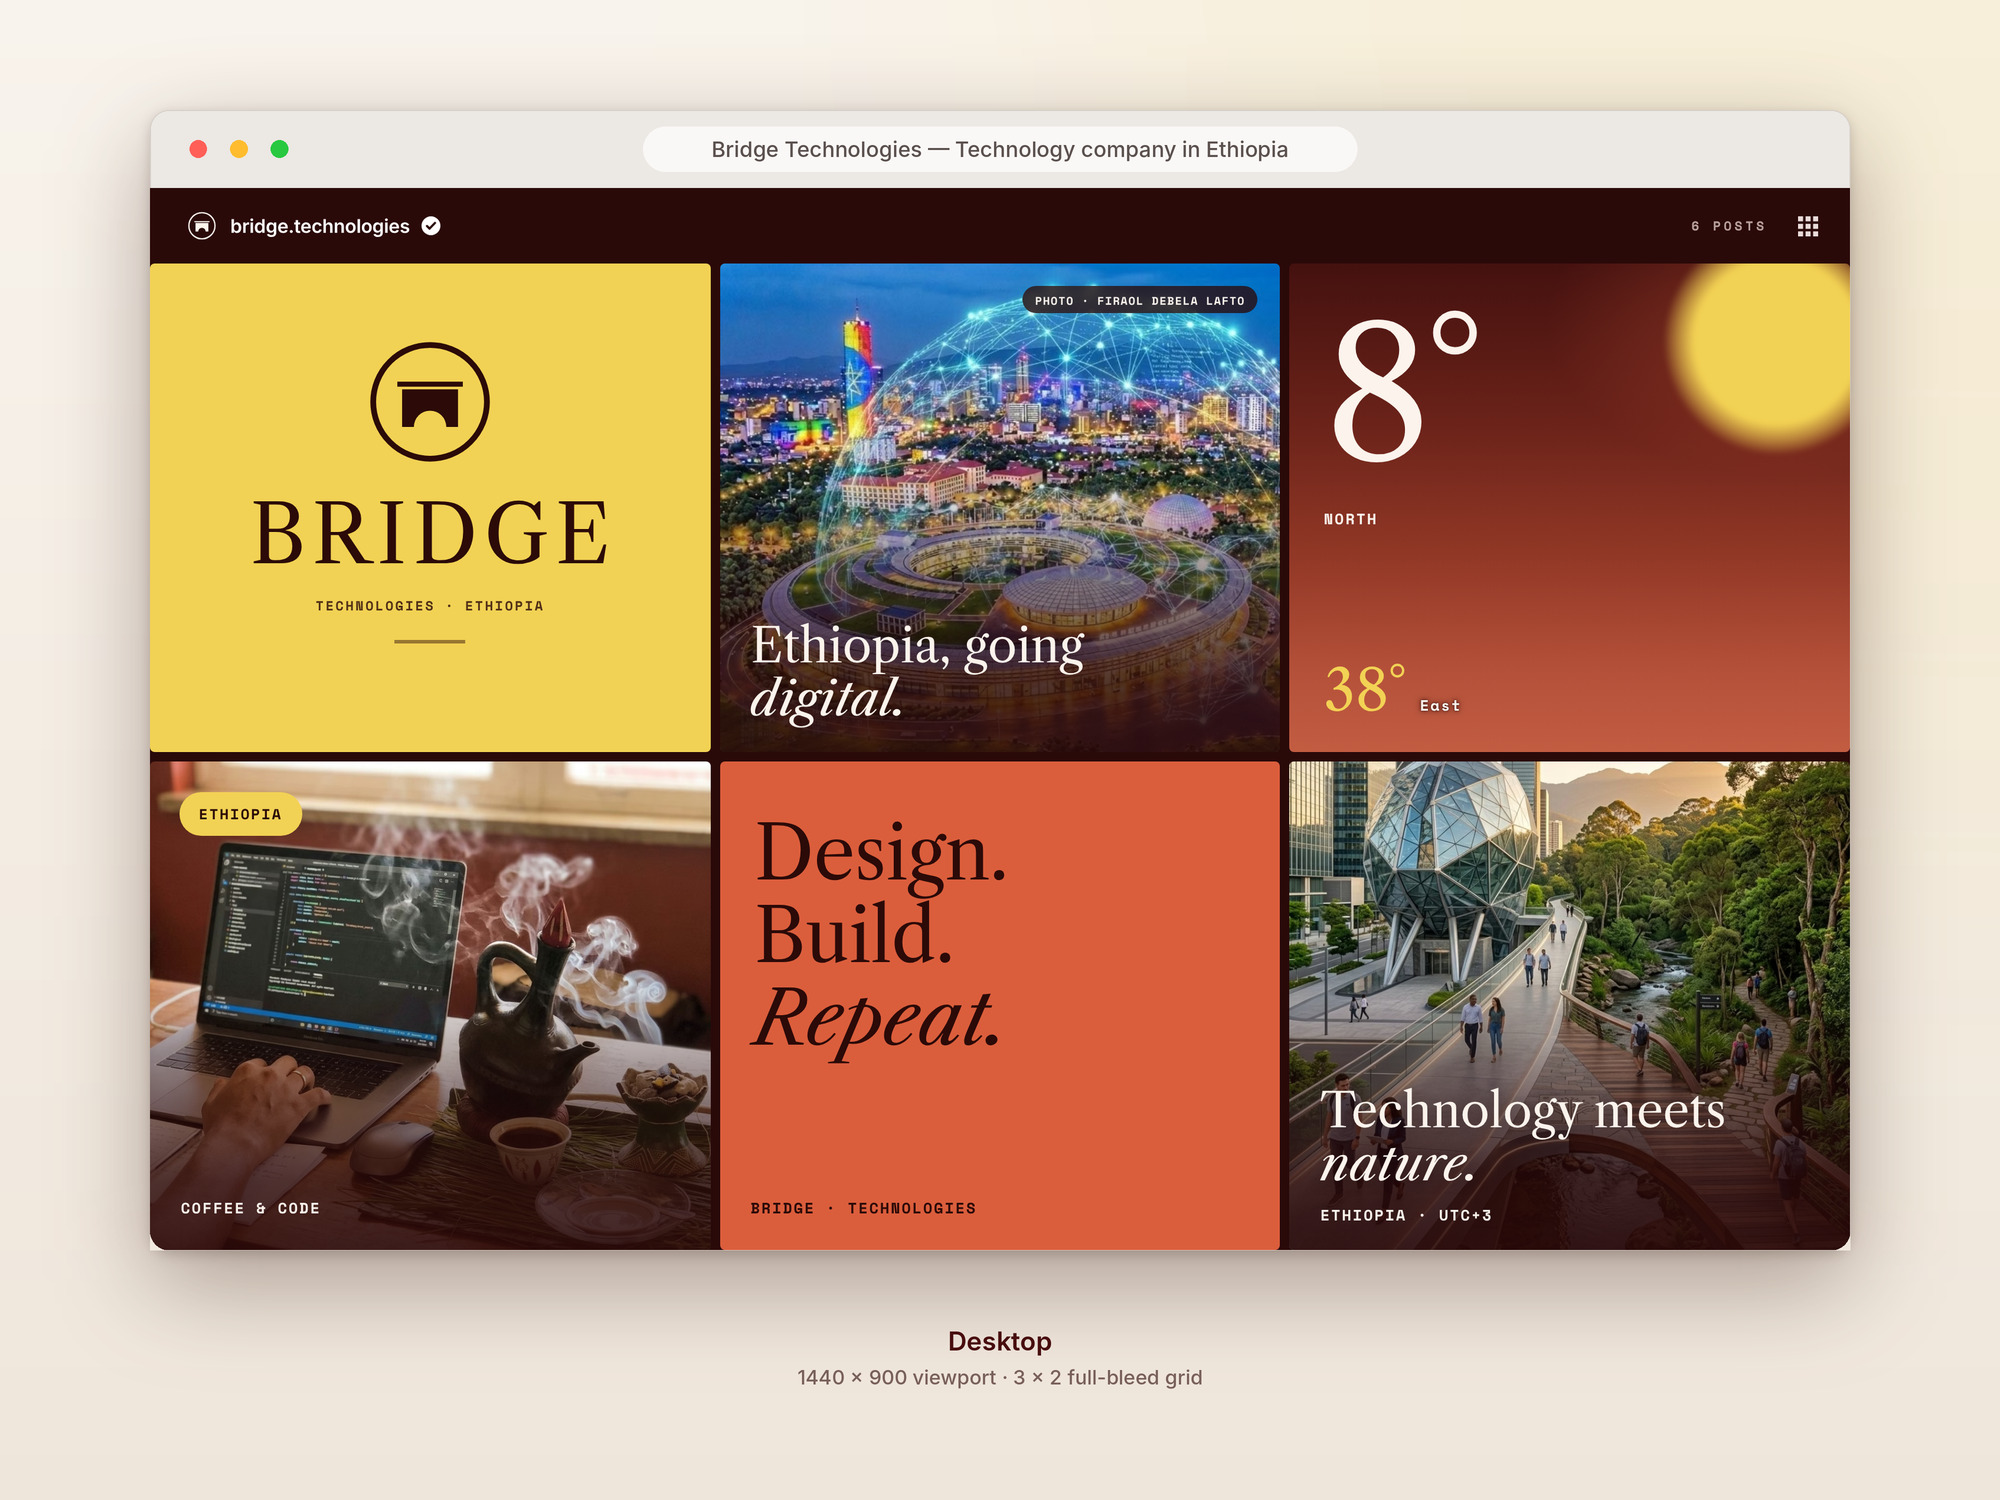 Bridge Technologies — Technology company in Ethiopia
bridge.technologies
6 POSTS
BRIDGE
TECHNOLOGIES · ETHIOPIA
PHOTO · FIRAOL DEBELA LAFTO
Ethiopia, going
digital.
8°
NORTH
38° East
ETHIOPIA
COFFEE & CODE
Design.
Build.
Repeat.
BRIDGE · TECHNOLOGIES
Technology meets
nature.
ETHIOPIA · UTC+3
Desktop
1440 × 900 viewport · 3 × 2 full-bleed grid